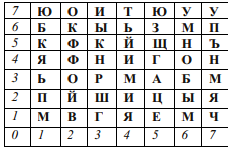 7 Ю О И Т Ю У У
6 Б К Ы Ь З М П
5 К Ф К Й Щ Н Ъ
4 Я Ф Н И Г О Н
3 Ь О Р М А Б М
2 П Й Ш И Ц Ы Я
1 М В Г Я Е М Ч
0 1 2 3 4 5 6 7